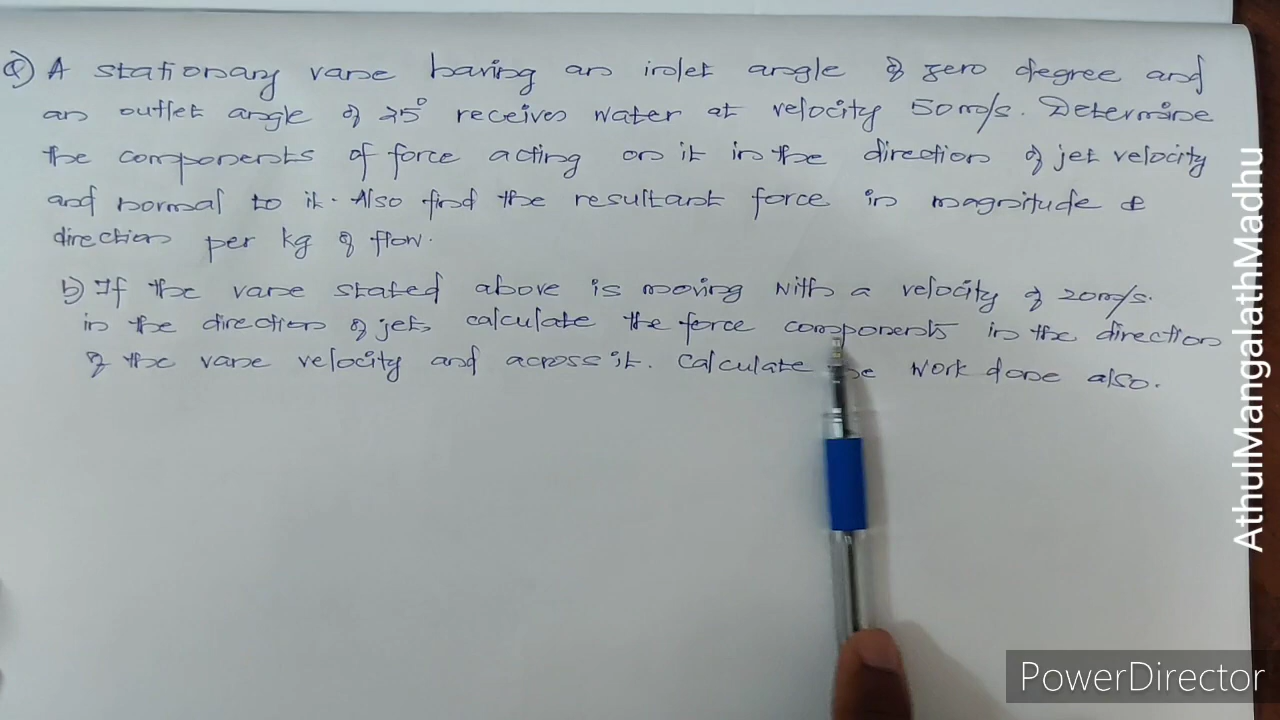 Q) A stationary vane having an inlet angle of zero degree and
an outlet angle of 25° receives water at velocity 50m/s. Determine
the components of force acting on it in the direction of jet velocity
and normal to it. Also find the resultant force in magnitude &
direction per kg of flow.
b) If the vane stated above is moving with a velocity of 20m/s.
in the direction of jet, calculate the force components in the direction
of the vane velocity and across it. Calculate the work done also.
AthulMangalathMadhu
PowerDirector